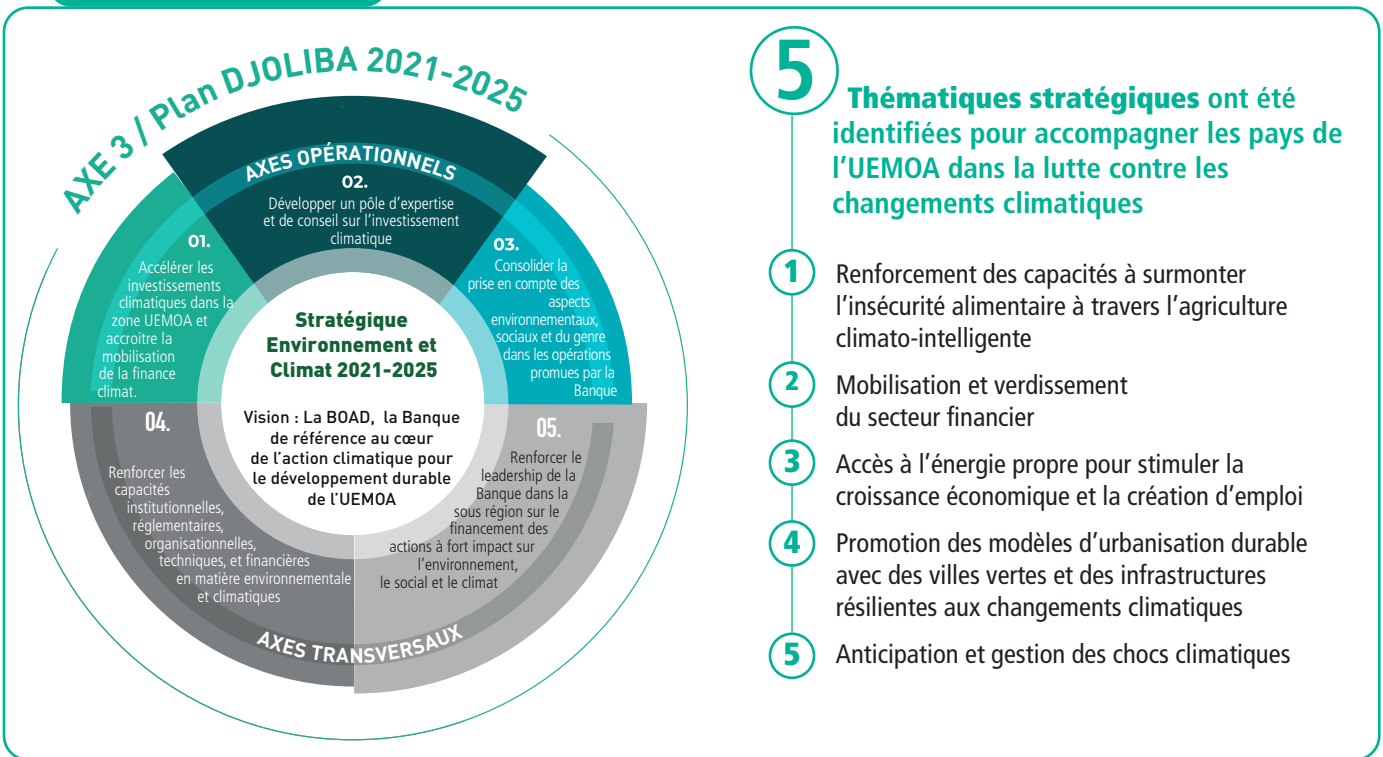 AXE 3 / Plan DJOLIBA 2021-2025
AXES OPÉRATIONNELS
01.
Accélérer les
investissements
climatiques dans la
zone UEMOA et
accroitre la
mobilisation
de la finance
climat.
02.
Développer un pôle d'expertise
et de conseil sur l'investissement
climatique
03.
Consolider la
prise en compte des
aspects
environnementaux,
sociaux et du genre
dans les opérations
promues par la
Banque
Stratégique
Environnement et
Climat 2021-2025
Vision : La BOAD, la Banque
de référence au cœur
de l'action climatique pour
le développement durable
de l'UEMOA
04.
Renforcer les
capacités
institutionnelles,
réglementaires,
organisationnelles,
techniques, et financières
en matière environnementale
et climatiques
05.
Renforcer le
leadership de la
Banque dans la
sous région sur le
financement des
actions à fort impact sur
l'environnement,
le social et le climat
AXES TRANSVERSAUX
5
Thématiques stratégiques ont été
identifiées pour accompagner les pays de
l'UEMOA dans la lutte contre les
changements climatiques
1 Renforcement des capacités à surmonter
l'insécurité alimentaire à travers l'agriculture
climato-intelligente
2 Mobilisation et verdissement
du secteur financier
3 Accès à l'énergie propre pour stimuler la
croissance économique et la création d'emploi
4 Promotion des modèles d'urbanisation durable
avec des villes vertes et des infrastructures
résilientes aux changements climatiques
5 Anticipation et gestion des chocs climatiques